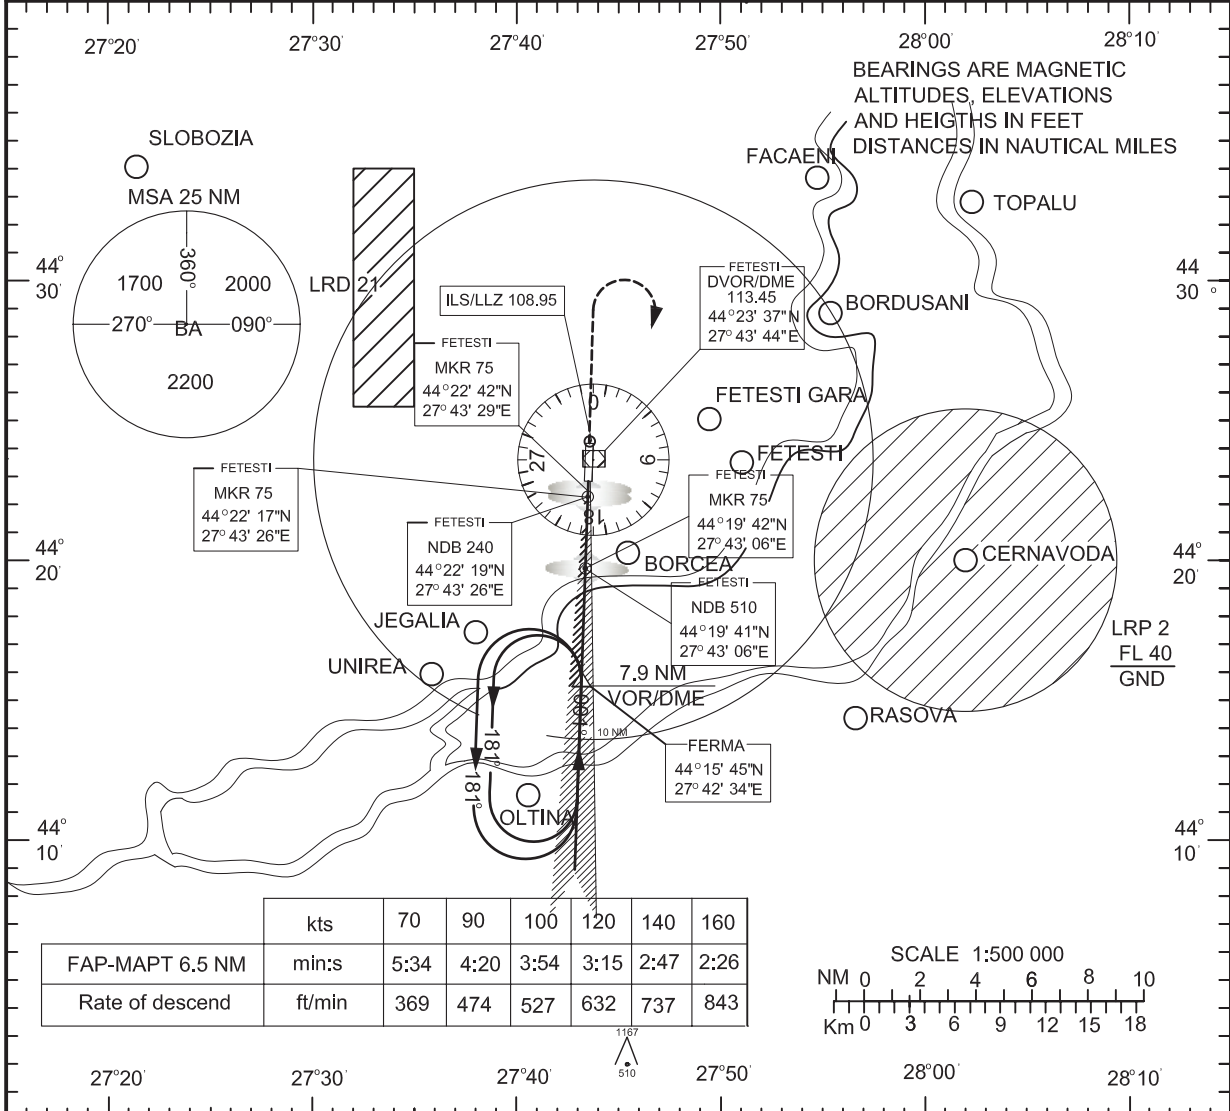 27°20' 27°30' 27°40' 27°50' 28°00' 28°10'
BEARINGS ARE MAGNETIC
ALTITUDES, ELEVATIONS
AND HEIGTHS IN FEET
DISTANCES IN NAUTICAL MILES
SLOBOZIA
MSA 25 NM
360°
1700 2000
270° BA 090°
2200
LRD 21
FACAENI
TOPALU
44°
30'
44
30 °
ILS/LLZ 108.95
FETESTI
DVOR/DME
113.45
44°23' 37"N
27°43' 44"E
BORDUSANI
FETESTI
MKR 75
44°22' 42"N
27°43' 29"E
FETESTI GARA
FETESTI
0
9
18
27
FETESTI
MKR 75
44°22' 17"N
27°43' 26"E
FETESTI
MKR 75
44°19' 42"N
27°43' 06"E
FETESTI
NDB 240
44°22' 19"N
27°43' 26"E
44°
20'
BORCEA
CERNAVODA
44°
20'
FETESTI
NDB 510
44°19' 41"N
27°43' 06"E
JEGALIA
UNIREA
LRP 2
FL 40
GND
7.9 NM
VOR/DME
001°
10 NM
RASOVA
181°
181°
FERMA
44°15' 45"N
27°42' 34"E
OLTINA
44°
10'
44°
10'
kts 70 90 100 120 140 160
FAP-MAPT 6.5 NM min:s 5:34 4:20 3:54 3:15 2:47 2:26
Rate of descend ft/min 369 474 527 632 737 843
SCALE 1:500 000
NM 0 2 4 6 8 10
Km 0 3 6 9 12 15 18
1167
510
27°20' 27°30' 27°40' 27°50' 28°00' 28°10'